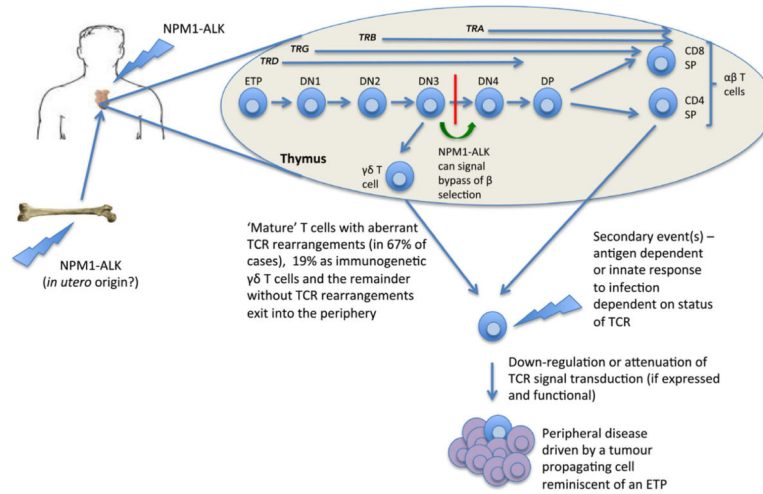 NPM1-ALK
TRA
TRB
TRG
TRD
ETP
DN1
DN2
DN3
DN4
DP
CD8
SP
CD4
SP
αβ T
cells
Thymus
γδ T
cell
NPM1-ALK
can signal
bypass of β
selection
NPM1-ALK
(in utero origin?)
'Mature' T cells with aberrant
TCR rearrangements (in 67% of
cases), 19% as immunogenetic
γδ T cells and the remainder
without TCR rearrangements
exit into the periphery
Secondary event(s) –
antigen dependent
or innate response
to infection
dependent on status
of TCR
Down-regulation or attenuation of
TCR signal transduction (if expressed
and functional)
Peripheral disease
driven by a tumour
propagating cell
reminiscent of an ETP